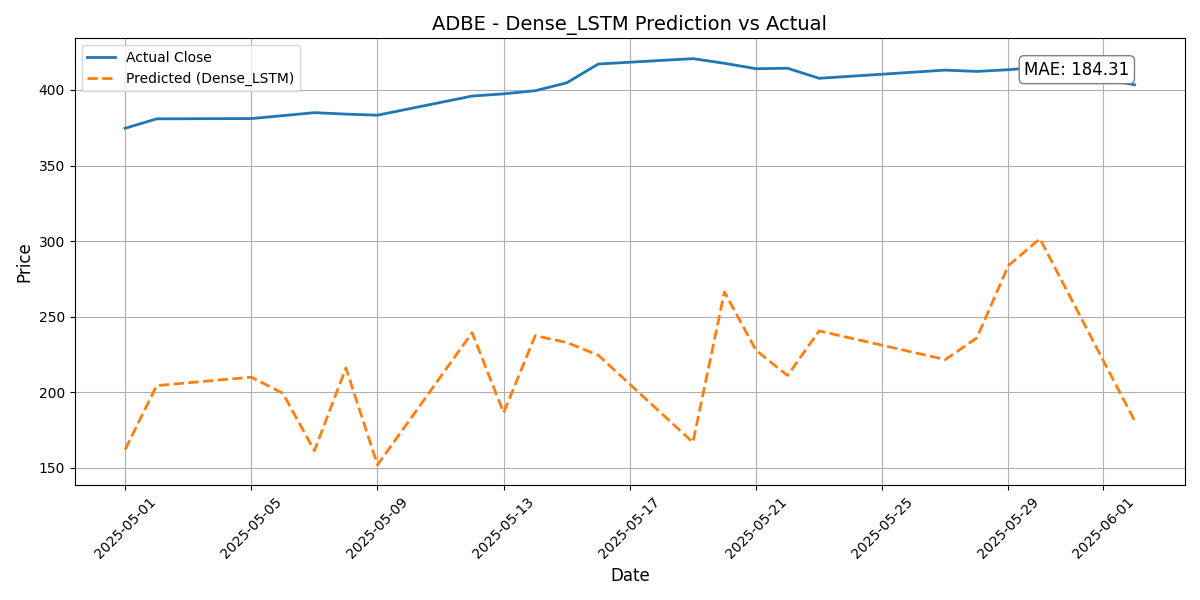 ADBE - Dense_LSTM Prediction vs Actual
Actual Close
Predicted (Dense_LSTM)
MAE: 184.31
Price
400
350
300
250
200
150
2025-05-01
2025-05-05
2025-05-09
2025-05-13
2025-05-17
2025-05-21
2025-05-25
2025-05-29
2025-06-01
Date